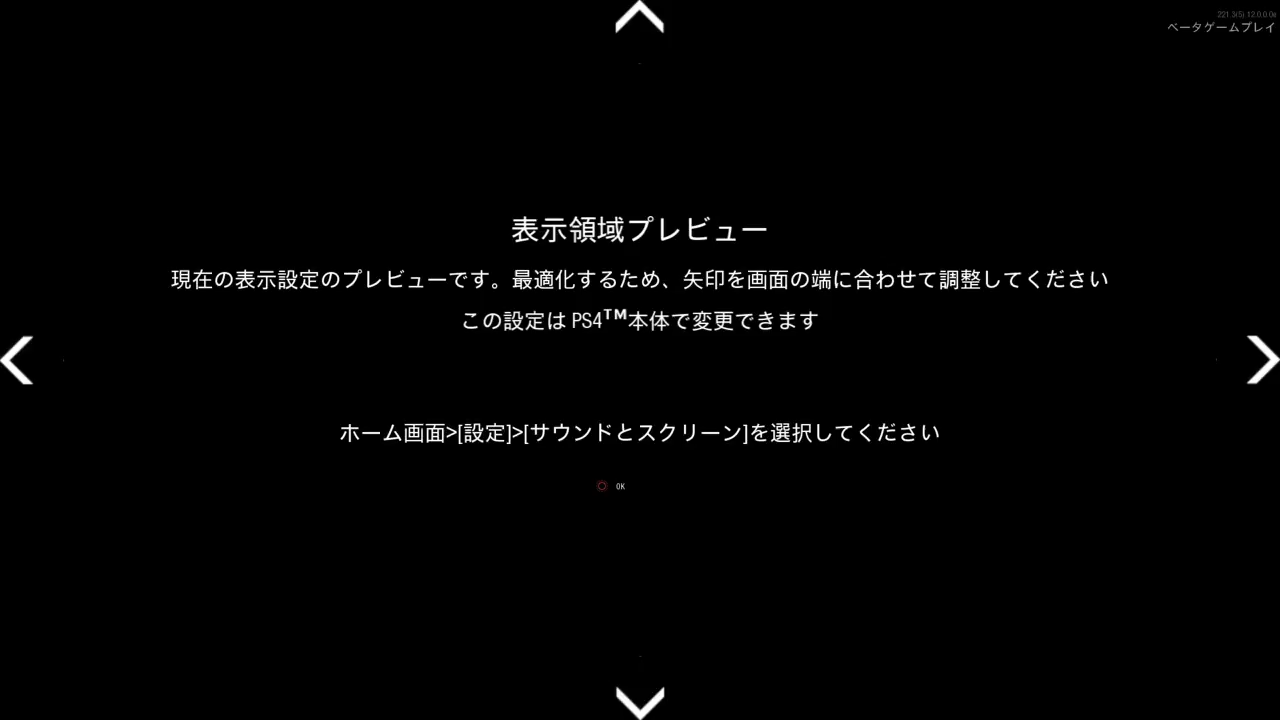 ベータゲームプレイ
表示領域プレビュー
現在の表示設定のプレビューです。最適化するため、矢印を画面の端に合わせて調整してください
この設定は PS4™本体で変更できます
ホーム画面>[設定]>[サウンドとスクリーン]を選択してください
OK